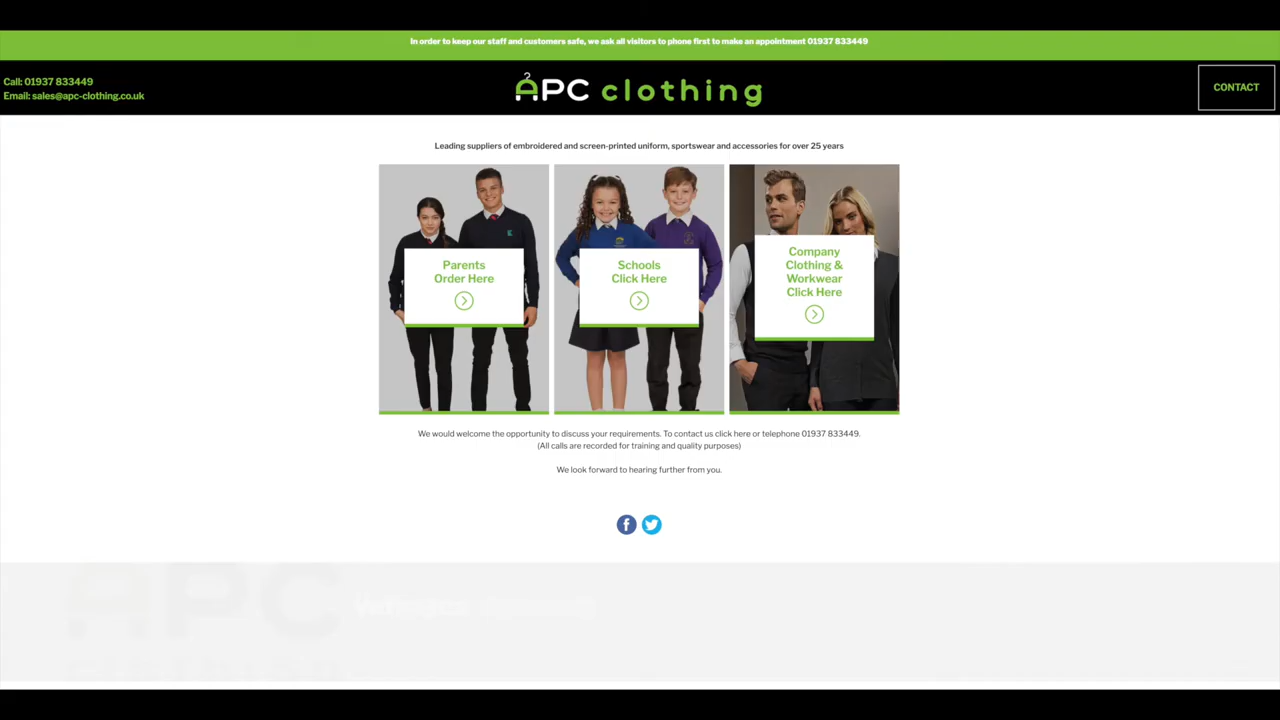 In order to keep our staff and customers safe, we ask all visitors to phone first to make an appointment 01937 833449
Call: 01937 833449
Email: sales@apc-clothing.co.uk
APC clothing
CONTACT
Leading suppliers of embroidered and screen-printed uniform, sportswear and accessories for over 25 years
Parents
Order Here
Schools
Click Here
Company
Clothing &
Workwear
Click Here
We would welcome the opportunity to discuss your requirements. To contact us click here or telephone 01937 833449.
(All calls are recorded for training and quality purposes)
We look forward to hearing further from you.
APC